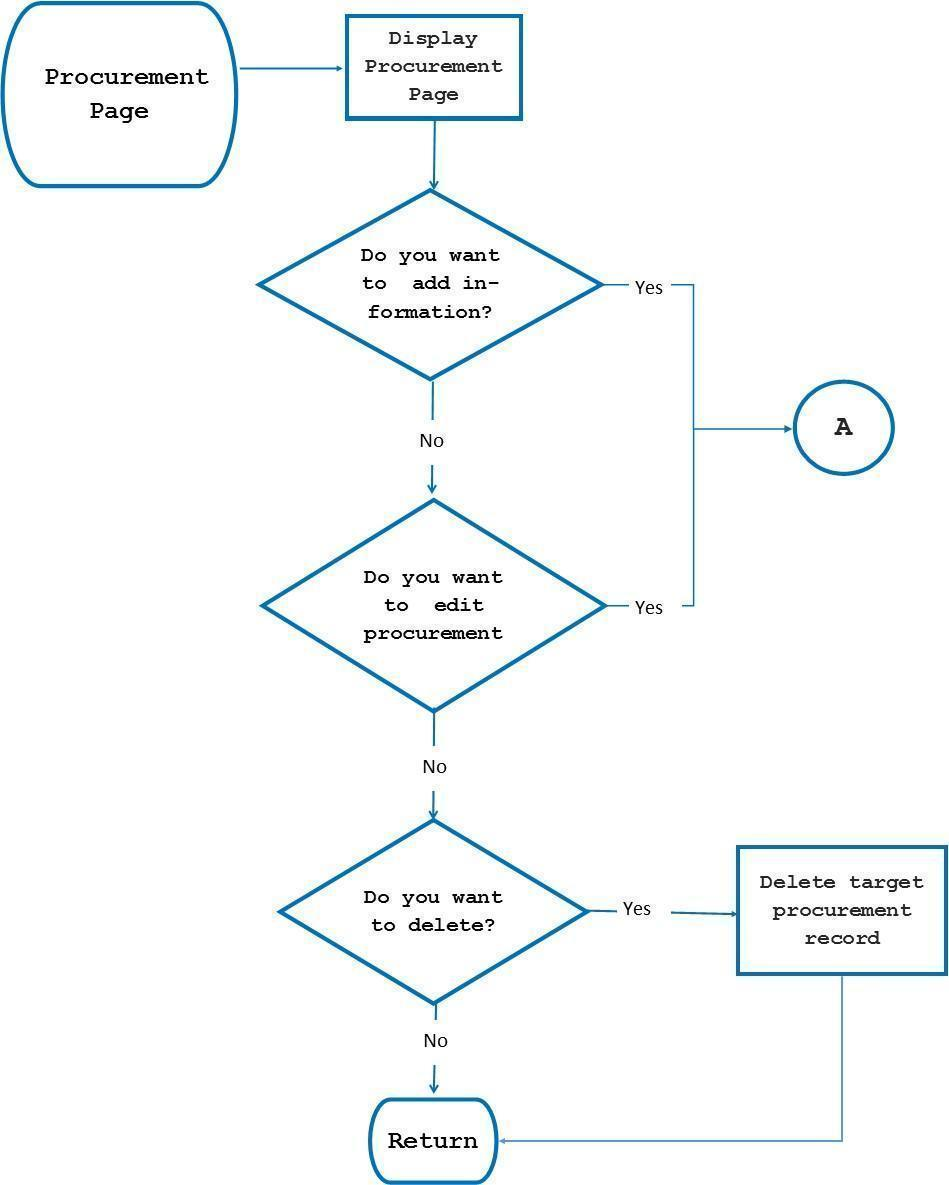 Procurement
Page
Display
Procurement
Page
Do you want
to  add in-
formation?
Yes
A
No
Do you want
to  edit
procurement
Yes
No
Do you want
to delete?
Yes
Delete target
procurement
record
No
Return